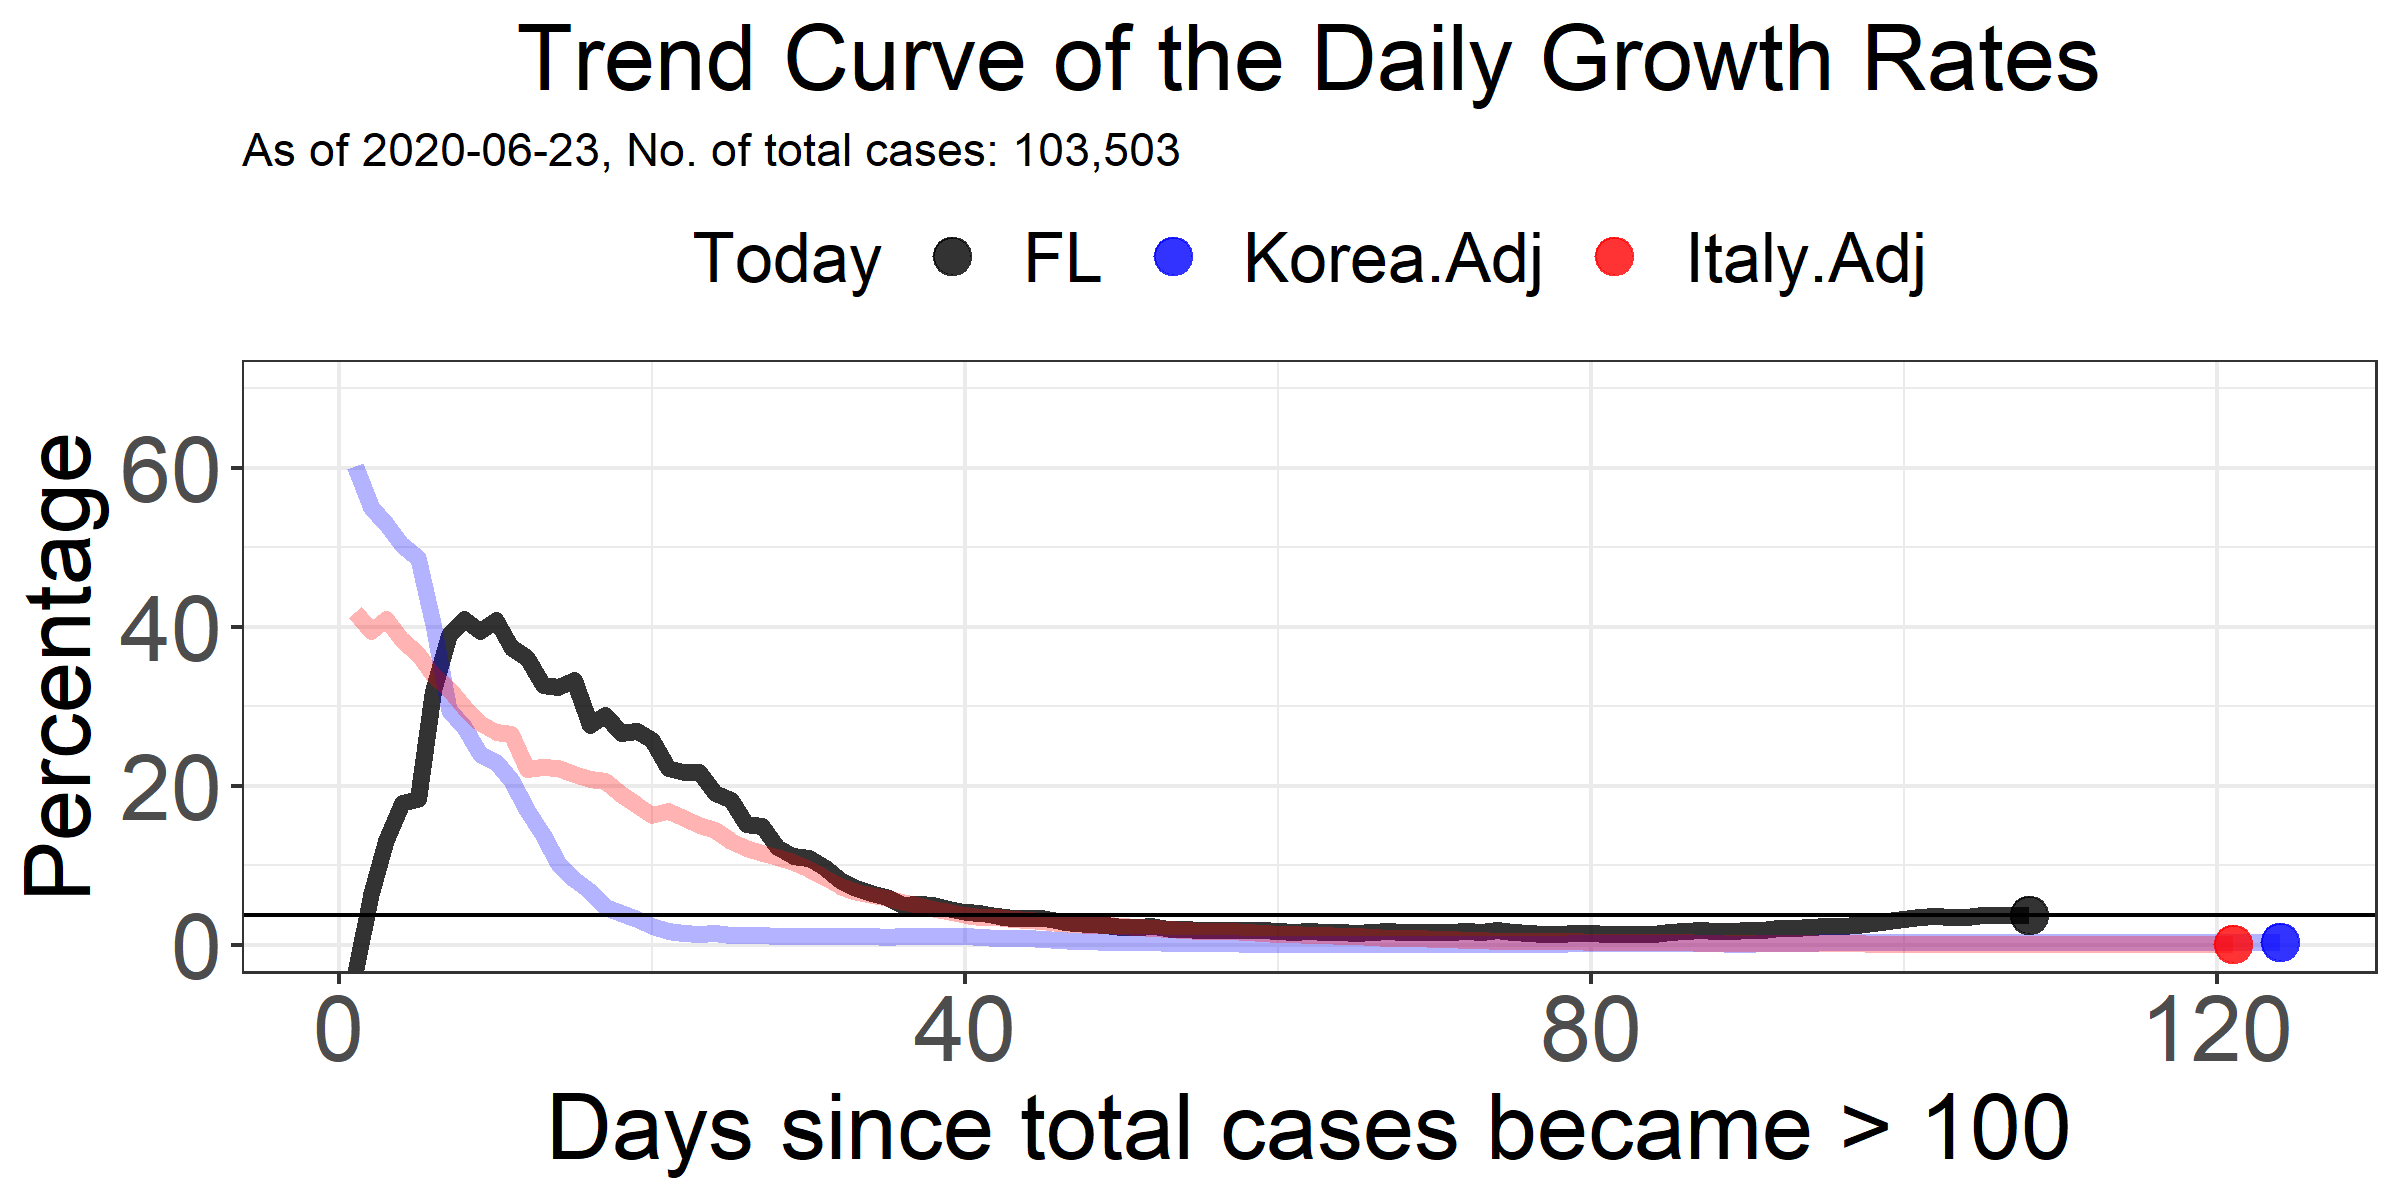 Trend Curve of the Daily Growth Rates
As of 2020-06-23, No. of total cases: 103,503
Today FL Korea.Adj Italy.Adj
Percentage
60
40
20
0
0 40 80 120
Days since total cases became > 100